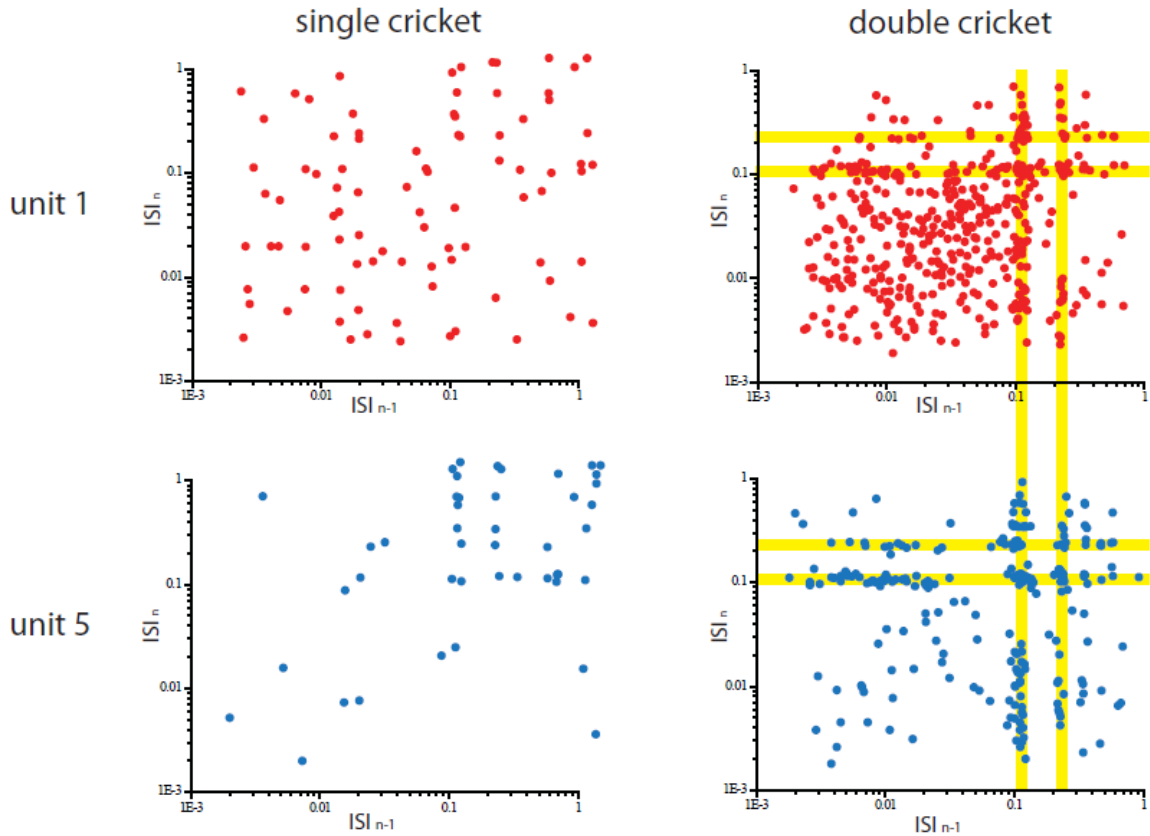 single cricket
double cricket
unit 1
1
0.1
0.01
1E-3
ISI n
1E-3
0.01
0.1
1
ISI n-1
1
0.1
0.01
1E-3
ISI n
1E-3
0.01
0.1
1
ISI n-1
unit 5
1
0.1
0.01
1E-3
ISI n
1E-3
0.01
0.1
1
ISI n-1
1
0.1
0.01
1E-3
ISI n
1E-3
0.01
0.1
1
ISI n-1